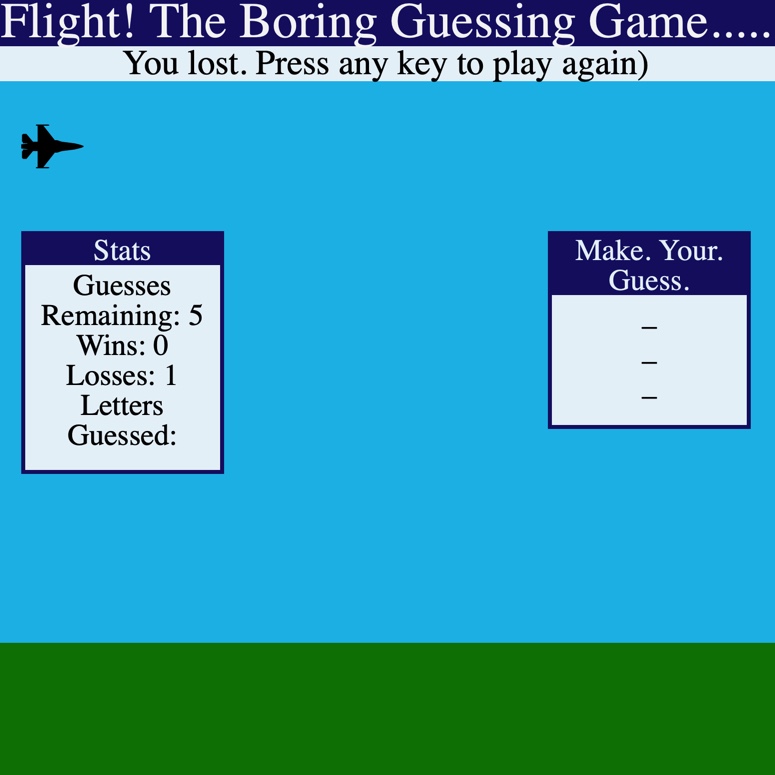 Flight! The Boring Guessing Game.....
You lost. Press any key to play again)
Stats
Guesses
Remaining: 5
Wins: 0
Losses: 1
Letters
Guessed:
Make. Your.
Guess.
_
_
_